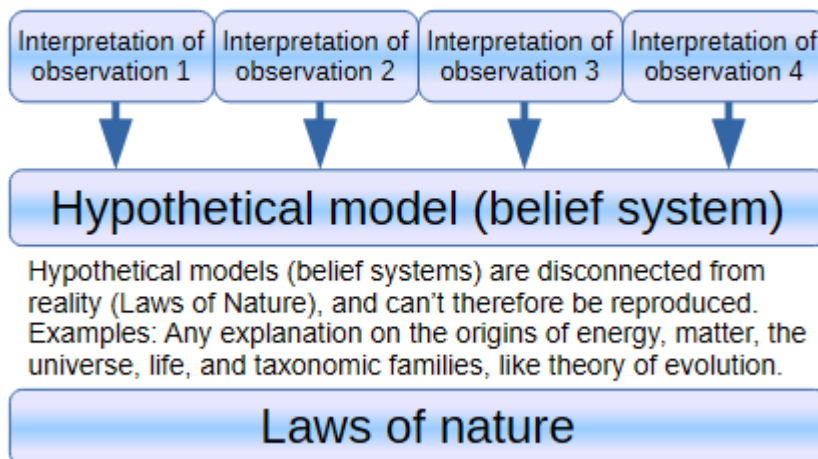 Interpretation of
observation 1
Interpretation of
observation 2
Interpretation of
observation 3
Interpretation of
observation 4
Hypothetical model (belief system)
Hypothetical models (belief systems) are disconnected from
reality (Laws of Nature), and can’t therefore be reproduced.
Examples: Any explanation on the origins of energy, matter, the
universe, life, and taxonomic families, like theory of evolution.
Laws of nature